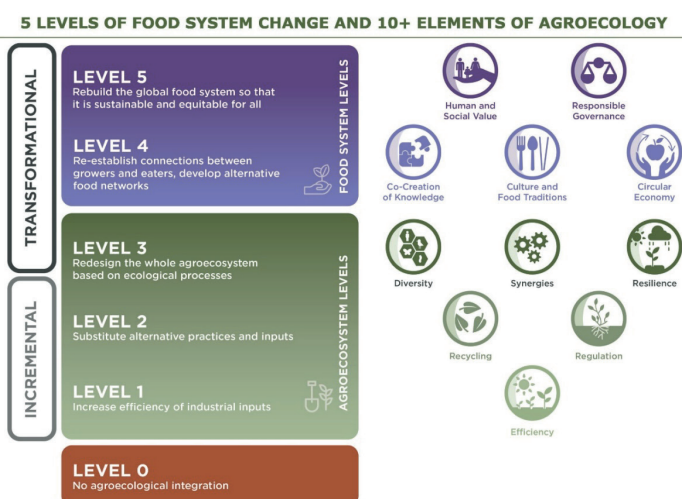 5 LEVELS OF FOOD SYSTEM CHANGE AND 10+ ELEMENTS OF AGROECOLOGY
TRANSFORMATIONAL
INCREMENTAL
LEVEL 5
Rebuild the global food system so that
it is sustainable and equitable for all
LEVEL 4
Re-establish connections between
growers and eaters, develop alternative
food networks
FOOD SYSTEM LEVELS
LEVEL 3
Redesign the whole agroecosystem
based on ecological processes
LEVEL 2
Substitute alternative practices and inputs
LEVEL 1
Increase efficiency of industrial inputs
AGROECOSYSTEM LEVELS
LEVEL 0
No agroecological integration
Human and
Social Value
Responsible
Governance
Co-Creation
of Knowledge
Culture and
Food Traditions
Circular
Economy
Diversity
Synergies
Resilience
Recycling
Regulation
Efficiency